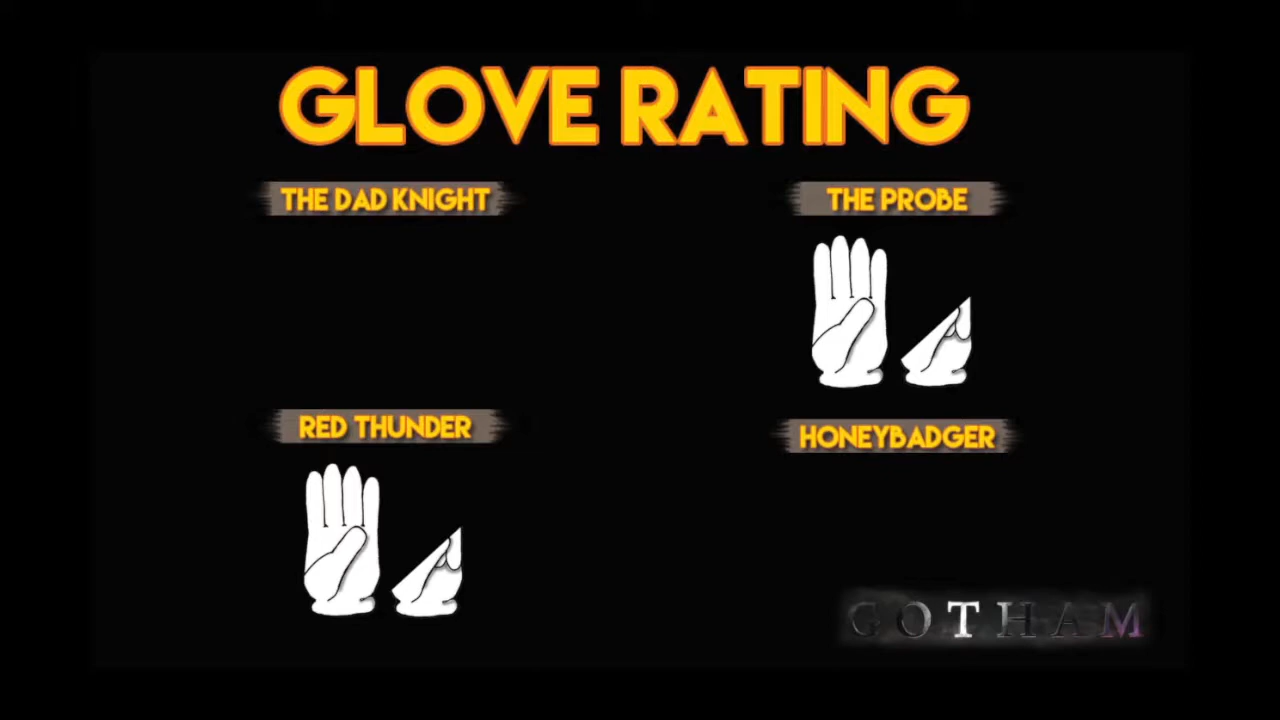 GLOVE RATING
THE DAD KNIGHT
THE PROBE
RED THUNDER
HONEYBADGER
GOTHAM